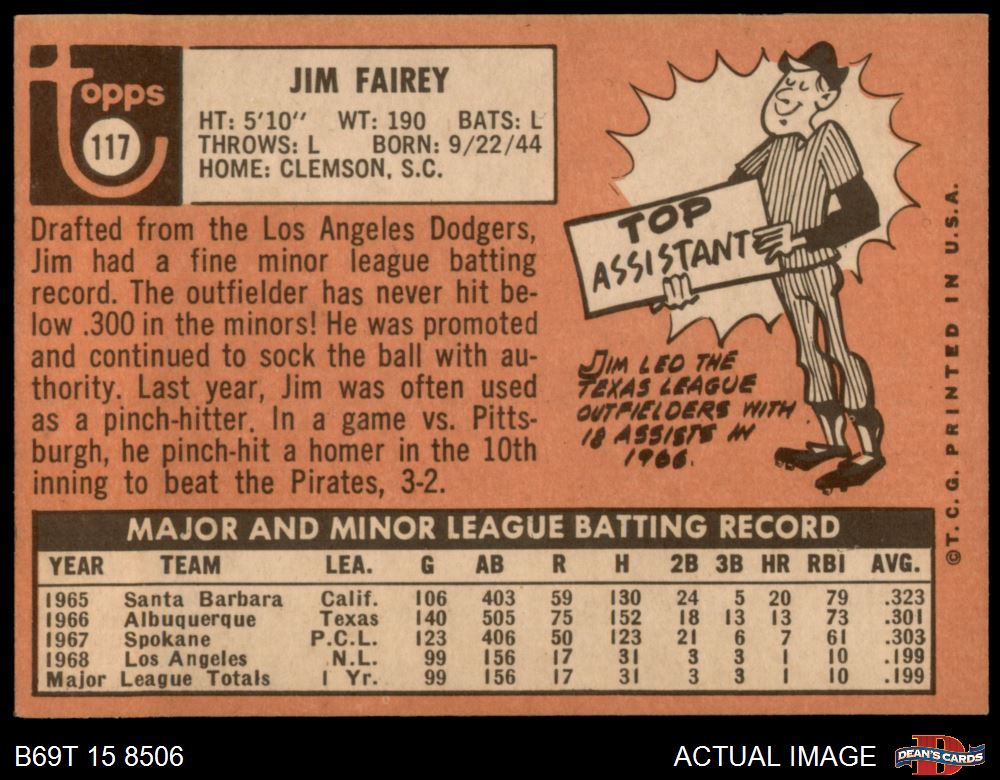 topps
117
JIM FAIREY
HT: 5'10" WT: 190 BATS: L
THROWS: L BORN: 9/22/44
HOME: CLEMSON, S.C.
Drafted from the Los Angeles Dodgers,
Jim had a fine minor league batting
record. The outfielder has never hit be-
low .300 in the minors! He was promoted
and continued to sock the ball with au-
thority. Last year, Jim was often used
as a pinch-hitter. In a game vs. Pitts-
burgh, he pinch-hit a homer in the 10th
inning to beat the Pirates, 3-2.
TOP
ASSISTANT
JIM LED THE
TEXAS LEAGUE
OUTFIELDERS WITH
18 ASSISTS IN
1966.
©T.C.G. PRINTED IN U.S.A.
MAJOR AND MINOR LEAGUE BATTING RECORD
YEAR TEAM LEA. G AB R H 2B 3B HR RBI AVG.
1965 Santa Barbara Calif. 106 403 59 130 24 5 20 79 .323
1966 Albuquerque Texas 140 505 75 152 18 13 13 73 .301
1967 Spokane P.C.L. 123 406 50 123 21 6 7 61 .303
1968 Los Angeles N.L. 99 156 17 31 3 3 1 10 .199
Major League Totals 1 Yr. 99 156 17 31 3 3 1 10 .199
B69T 15 8506
ACTUAL IMAGE
D
DEAN'S CARDS